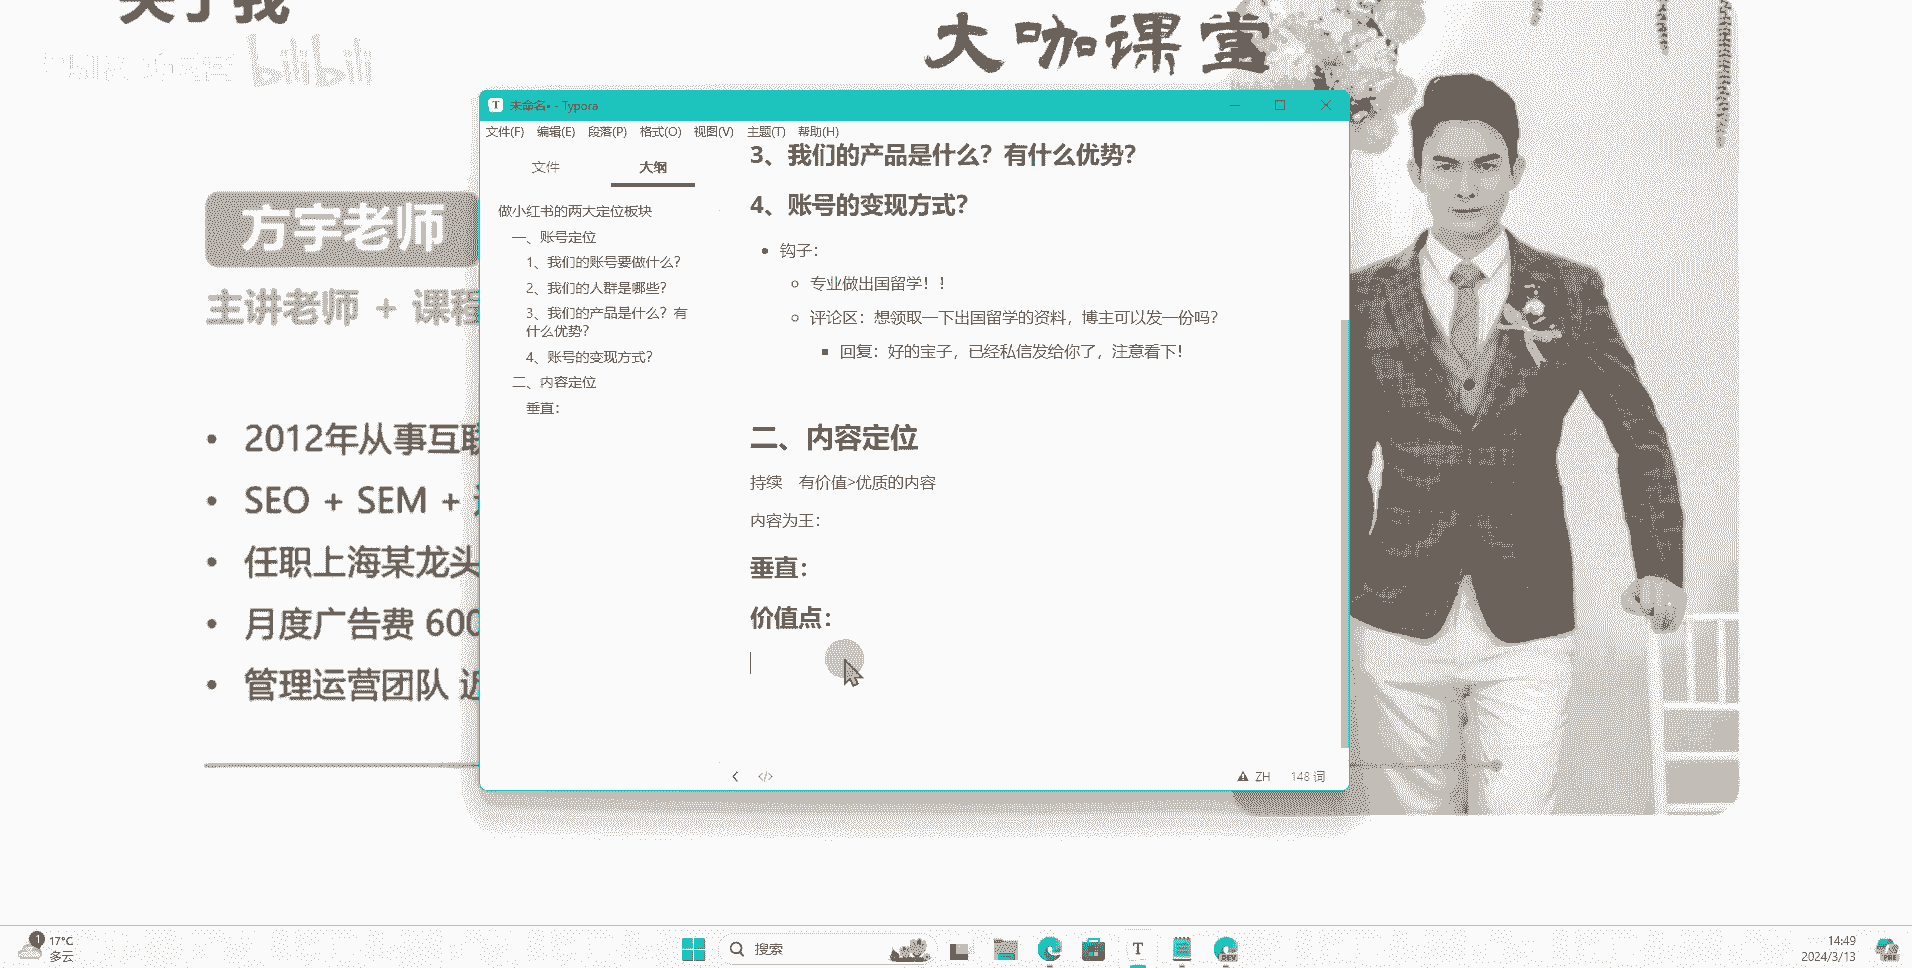 关于我
bilibili
大咖课堂
方宇老师
主讲老师 + 课程
2012年从事互联
SEO + SEM +
任职上海某龙头
月度广告费 600
管理运营团队 近
未命名• - Typora
文件(F) 编辑(E) 段落(P) 格式(O) 视图(V) 主题(T) 帮助(H)
文件 大纲
做小红书的两大定位板块
一、账号定位
1、我们的账号要做什么？
2、我们的人群是哪些？
3、我们的产品是什么？有
什么优势？
4、账号的变现方式？
二、内容定位
垂直：
3、我们的产品是什么？有什么优势？
4、账号的变现方式？
钩子：
专业做出国留学！！
评论区：想领取一下出国留学的资料，博主可以发一份吗？
回复：好的宝子，已经私信发给你了，注意看下！
二、内容定位
持续 有价值>优质的内容
内容为王：
垂直：
价值点：
</> ZH 148 词
1 17°C
多云
搜索
T
DEV
14:49
2024/3/13
PRE